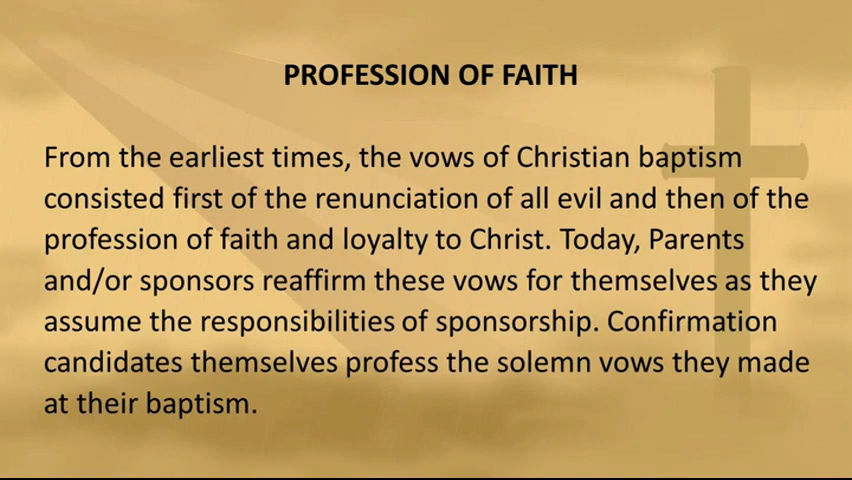 PROFESSION OF FAITH
From the earliest times, the vows of Christian baptism
consisted first of the renunciation of all evil and then of the
profession of faith and loyalty to Christ. Today, Parents
and/or sponsors reaffirm these vows for themselves as they
assume the responsibilities of sponsorship. Confirmation
candidates themselves profess the solemn vows they made
at their baptism.